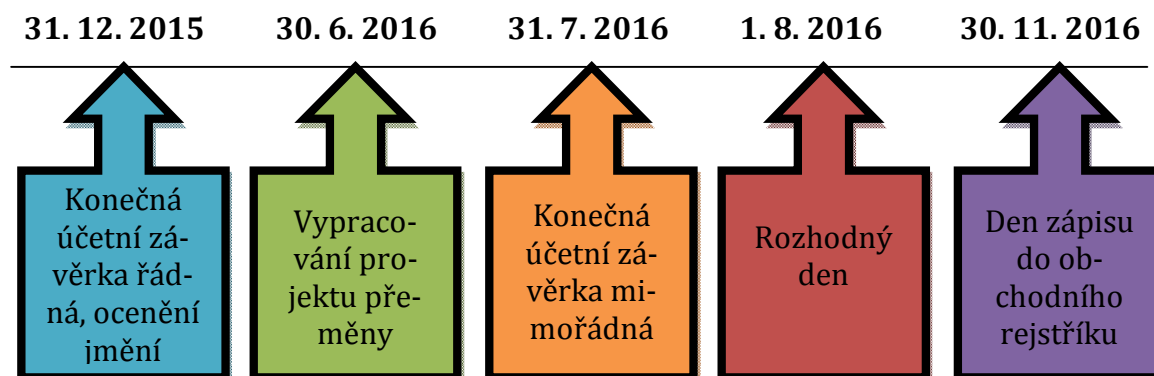 31. 12. 2015
30. 6. 2016
31. 7. 2016
1. 8. 2016
30. 11. 2016
Konečná
účetní zá-
věrka řád-
ná, ocenění
jmění
Vypraco-
vání pro-
jektu pře-
měny
Konečná
účetní zá-
věrka mi-
mořádná
Rozhodný
den
Den zápisu
do ob-
chodního
rejstříku